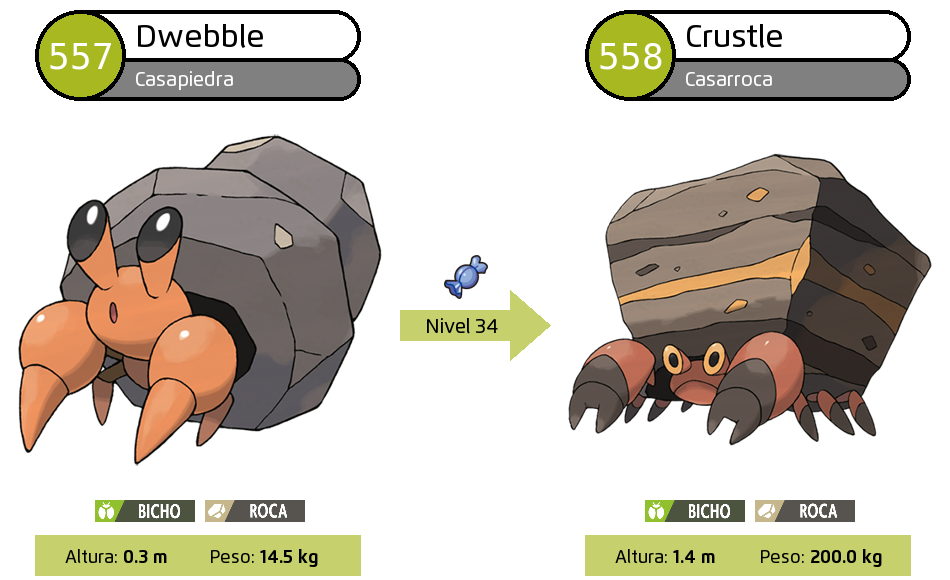 557
Dwebble
Casapiedra
558
Crustle
Casarroca
Nivel 34
BICHO ROCA
BICHO ROCA
Altura: 0.3 m Peso: 14.5 kg
Altura: 1.4 m Peso: 200.0 kg